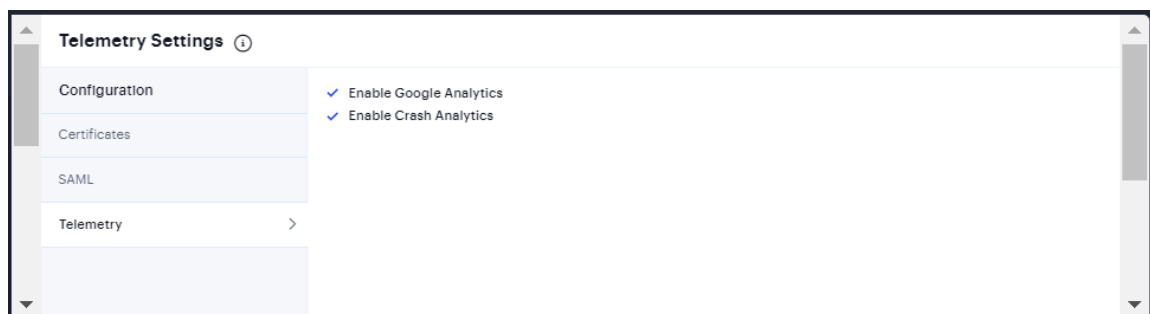 Telemetry Settings
Configuration
Certificates
SAML
Telemetry
Enable Google Analytics
Enable Crash Analytics